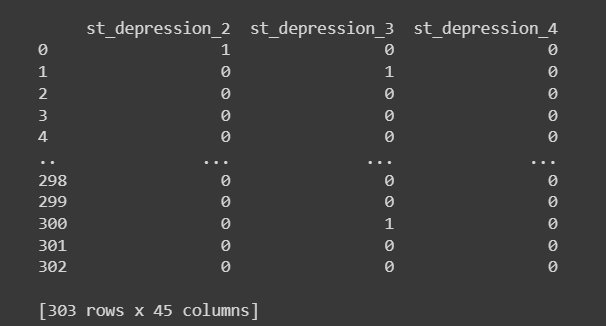 st_depression_2 st_depression_3 st_depression_4
0 1 0 0
1 0 1 0
2 0 0 0
3 0 0 0
4 0 0 0
.. ... ... ...
298 0 0 0
299 0 0 0
300 0 1 0
301 0 0 0
302 0 0 0
[303 rows x 45 columns]